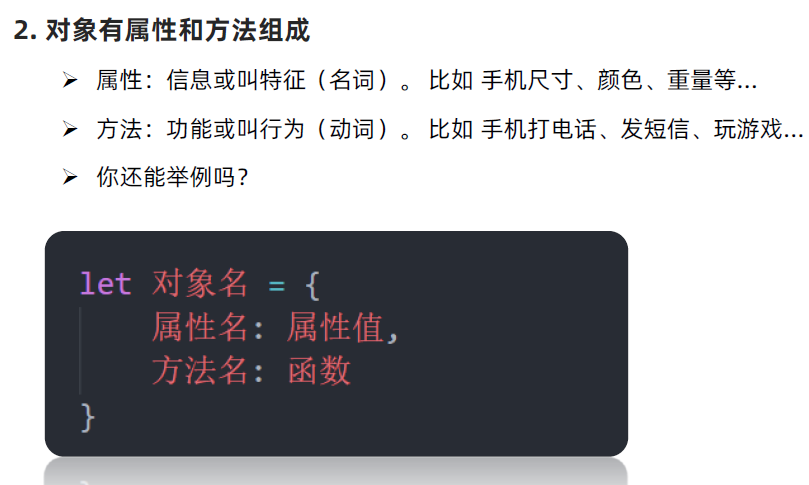 2. 对象有属性和方法组成
➢ 属性：信息或叫特征（名词）。 比如 手机尺寸、颜色、重量等…
➢ 方法：功能或叫行为（动词）。 比如 手机打电话、发短信、玩游戏…
➢ 你还能举例吗？
let 对象名 = {
属性名: 属性值,
方法名: 函数
}